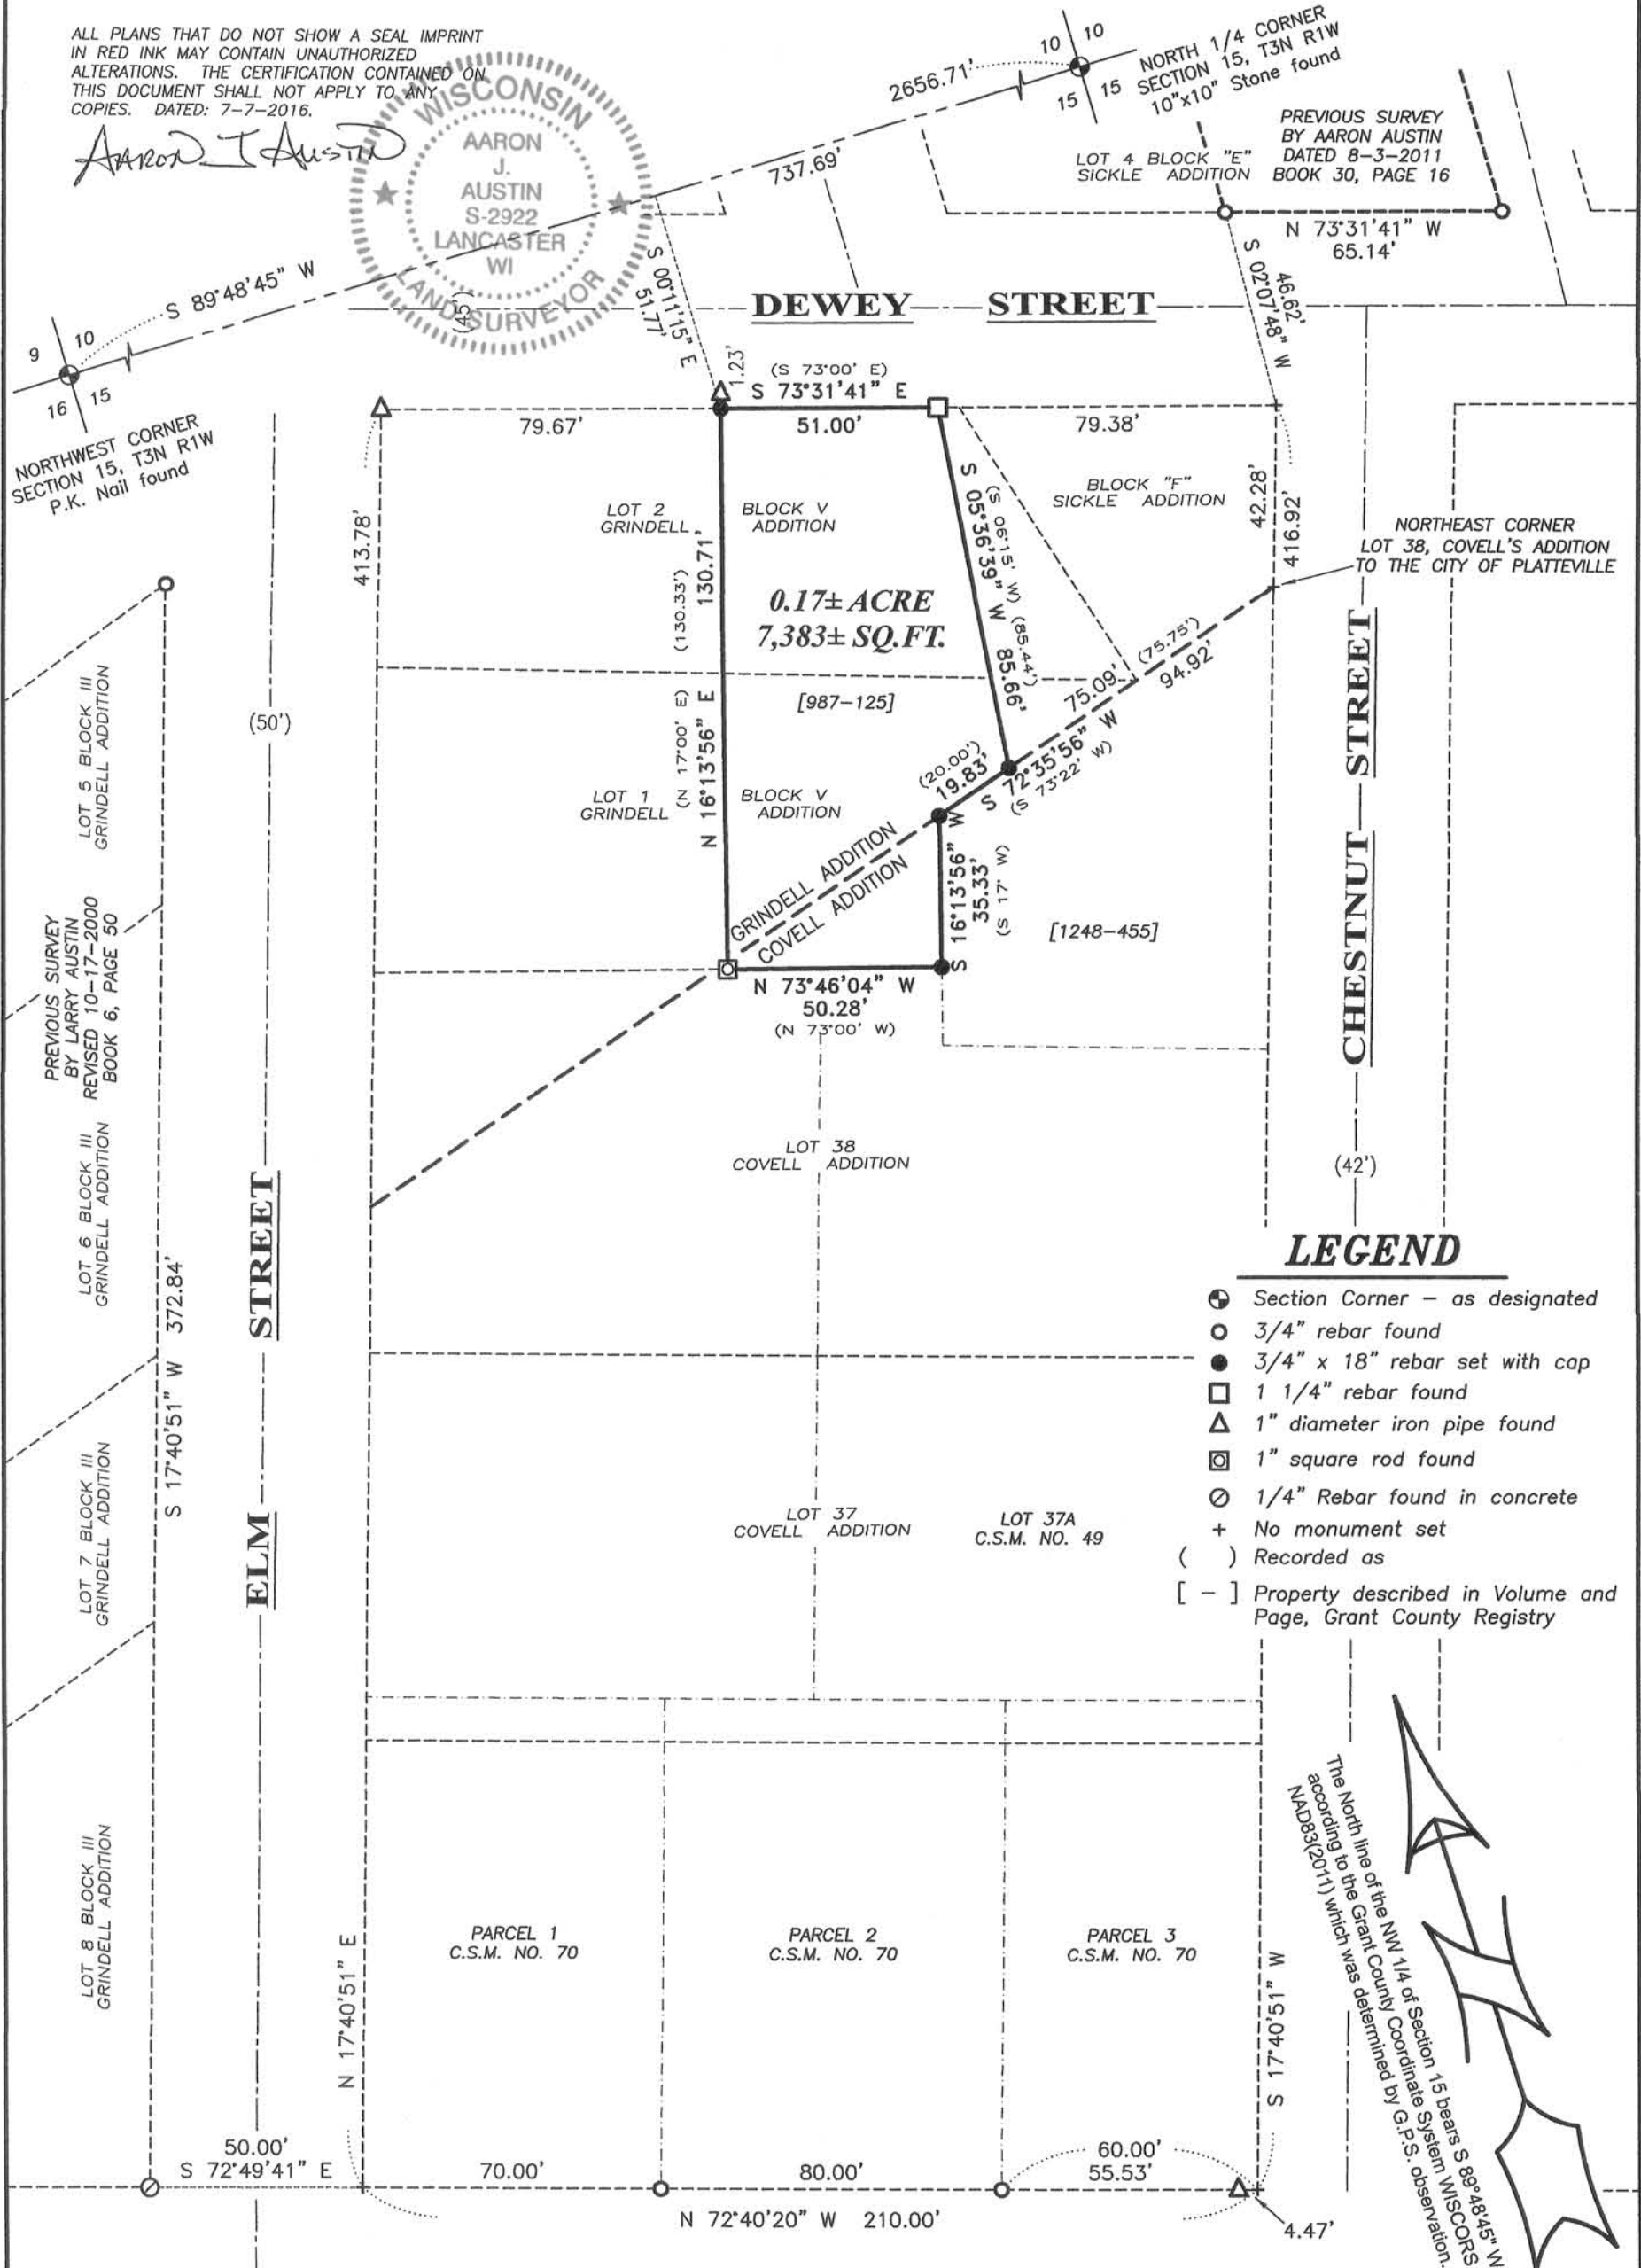 ALL PLANS THAT DO NOT SHOW A SEAL IMPRINT
IN RED INK MAY CONTAIN UNAUTHORIZED
ALTERATIONS. THE CERTIFICATION CONTAINED ON
THIS DOCUMENT SHALL NOT APPLY TO ANY
COPIES. DATED: 7-7-2016.
AARON J AUSTIN
WISCONSIN
AARON
J.
AUSTIN
S-2922
LANCASTER
WI
LAND SURVEYOR
2656.71'
10 10
15 15
NORTH 1/4 CORNER
SECTION 15, T3N R1W
10"x10" Stone found
PREVIOUS SURVEY
BY AARON AUSTIN
DATED 8-3-2011
BOOK 30, PAGE 16
LOT 4 BLOCK "E"
SICKLE ADDITION
737.69'
N 73°31'41" W
65.14'
S 89°48'45" W
S 00°11'15" E
51.77'
(45')
DEWEY STREET
S 02°07'48" W
46.62'
9 10
16 15
NORTHWEST CORNER
SECTION 15, T3N R1W
P.K. Nail found
1.23'
(S 73°00' E)
S 73°31'41" E
79.67'
51.00'
79.38'
413.78'
LOT 2
GRINDELL
BLOCK V
ADDITION
BLOCK "F"
SICKLE ADDITION
42.28'
416.92'
NORTHEAST CORNER
LOT 38, COVELL'S ADDITION
TO THE CITY OF PLATTEVILLE
(130.33')
130.71'
0.17± ACRE
7,383± SQ.FT.
S 05°36'39" W 85.66'
(S 06°15' W) (85.44')
(75.75')
75.09'
94.92'
[987-125]
(N 17°00' E)
N 16°13'56" E
(50')
LOT 5 BLOCK III
GRINDELL ADDITION
(20.00')
19.83'
S 72°35'56" W
(S 73°22' W)
LOT 1
GRINDELL
BLOCK V
ADDITION
GRINDELL ADDITION
COVELL ADDITION
S 16°13'56" W
35.33'
(S 17° W)
[1248-455]
CHESTNUT STREET
N 73°46'04" W
50.28'
(N 73°00' W)
PREVIOUS SURVEY
BY LARRY AUSTIN
REVISED 10-17-2000
BOOK 6, PAGE 50
LOT 6 BLOCK III
GRINDELL ADDITION
LOT 38
COVELL ADDITION
(42')
S 17°40'51" W 372.84'
ELM STREET
LEGEND
Section Corner – as designated
3/4" rebar found
3/4" x 18" rebar set with cap
1 1/4" rebar found
1" diameter iron pipe found
1" square rod found
1/4" Rebar found in concrete
+ No monument set
( ) Recorded as
[ - ] Property described in Volume and
Page, Grant County Registry
LOT 7 BLOCK III
GRINDELL ADDITION
LOT 37
COVELL ADDITION
LOT 37A
C.S.M. NO. 49
LOT 8 BLOCK III
GRINDELL ADDITION
N 17°40'51" E
PARCEL 1
C.S.M. NO. 70
PARCEL 2
C.S.M. NO. 70
PARCEL 3
C.S.M. NO. 70
S 17°40'51" W
The North line of the NW 1/4 of Section 15 bears S 89°48'45" W
according to the Grant County Coordinate System WISCORS
NAD83(2011) which was determined by G.P.S. observation.
N
50.00'
S 72°49'41" E
70.00'
80.00'
60.00'
55.53'
N 72°40'20" W 210.00'
4.47'